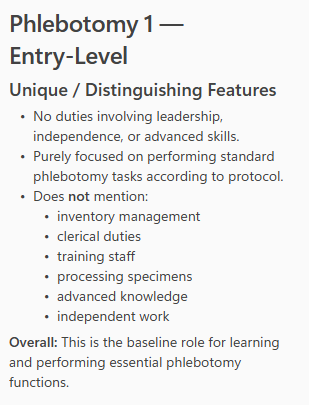 Phlebotomy 1 —
Entry-Level
Unique / Distinguishing Features
• No duties involving leadership,
independence, or advanced skills.
• Purely focused on performing standard
phlebotomy tasks according to protocol.
• Does not mention:
• inventory management
• clerical duties
• training staff
• processing specimens
• advanced knowledge
• independent work
Overall: This is the baseline role for learning
and performing essential phlebotomy
functions.